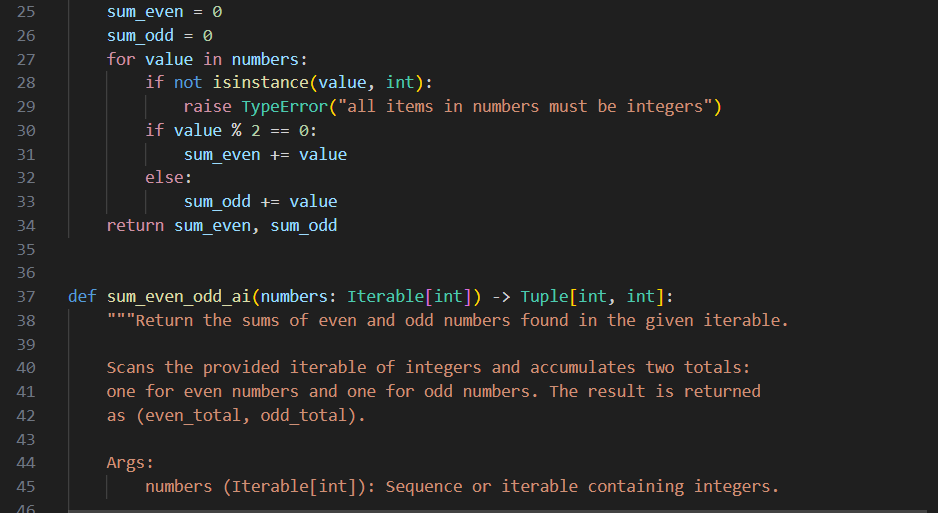 25 sum_even = 0
26 sum_odd = 0
27 for value in numbers:
28 if not isinstance(value, int):
29 raise TypeError("all items in numbers must be integers")
30 if value % 2 == 0:
31 sum_even += value
32 else:
33 sum_odd += value
34 return sum_even, sum_odd
35
36
37 def sum_even_odd_ai(numbers: Iterable[int]) -> Tuple[int, int]:
38 """Return the sums of even and odd numbers found in the given iterable.
39
40 Scans the provided iterable of integers and accumulates two totals:
41 one for even numbers and one for odd numbers. The result is returned
42 as (even_total, odd_total).
43
44 Args:
45 numbers (Iterable[int]): Sequence or iterable containing integers.
46